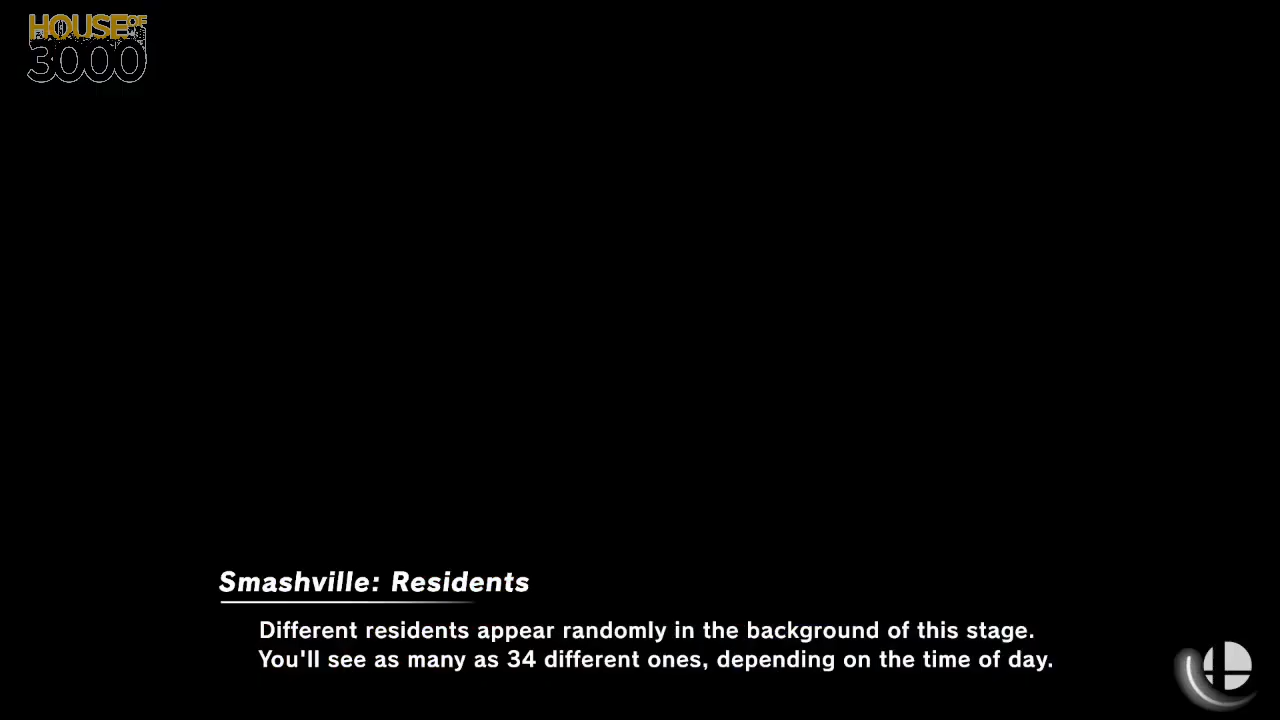 HOUSE OF
3000
Smashville: Residents
Different residents appear randomly in the background of this stage.
You'll see as many as 34 different ones, depending on the time of day.